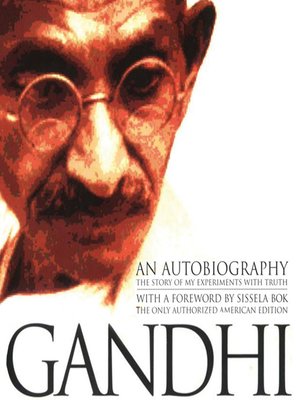 AN AUTOBIOGRAPHY
THE STORY OF MY EXPERIMENTS WITH TRUTH
WITH A FOREWORD BY SISSELA BOK
THE ONLY AUTHORIZED AMERICAN EDITION
GANDHI